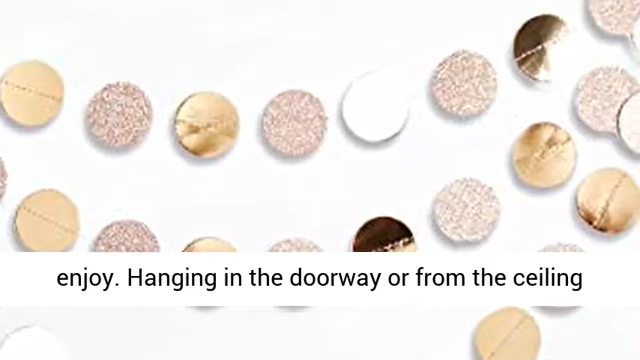 enjoy. Hanging in the doorway or from the ceiling